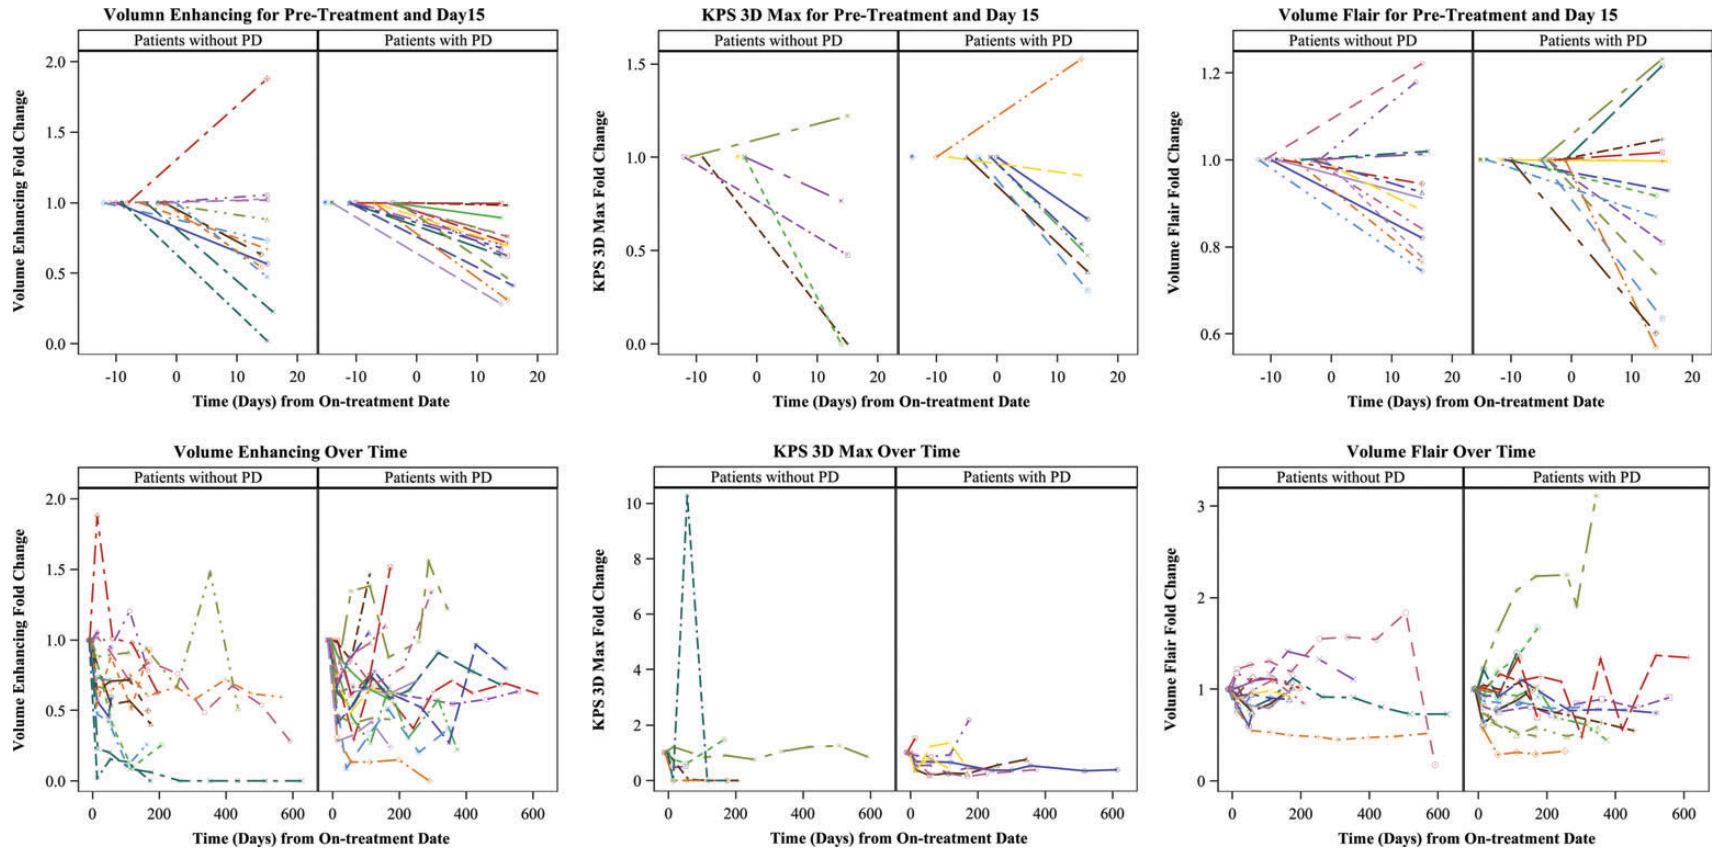 Volumn Enhancing for Pre-Treatment and Day15
Patients without PD
Patients with PD
Volume Enhancing Fold Change
2.0
1.5
1.0
0.5
0.0
-10
0
10
20
-10
0
10
20
Time (Days) from On-treatment Date
KPS 3D Max for Pre-Treatment and Day 15
Patients without PD
Patients with PD
KPS 3D Max Fold Change
1.5
1.0
0.5
0.0
-10
0
10
20
-10
0
10
20
Time (Days) from On-treatment Date
Volume Flair for Pre-Treatment and Day 15
Patients without PD
Patients with PD
Volume Flair Fold Change
1.2
1.0
0.8
0.6
-10
0
10
20
-10
0
10
20
Time (Days) from On-treatment Date
Volume Enhancing Over Time
Patients without PD
Patients with PD
Volume Enhancing Fold Change
2.0
1.5
1.0
0.5
0.0
0
200
400
600
0
200
400
600
Time (Days) from On-treatment Date
KPS 3D Max Over Time
Patients without PD
Patients with PD
KPS 3D Max Fold Change
10
8
6
4
2
0
0
200
400
600
0
200
400
600
Time (Days) from On-treatment Date
Volume Flair Over Time
Patients without PD
Patients with PD
Volume Flair Fold Change
3
2
1
0
0
200
400
600
0
200
400
600
Time (Days) from On-treatment Date